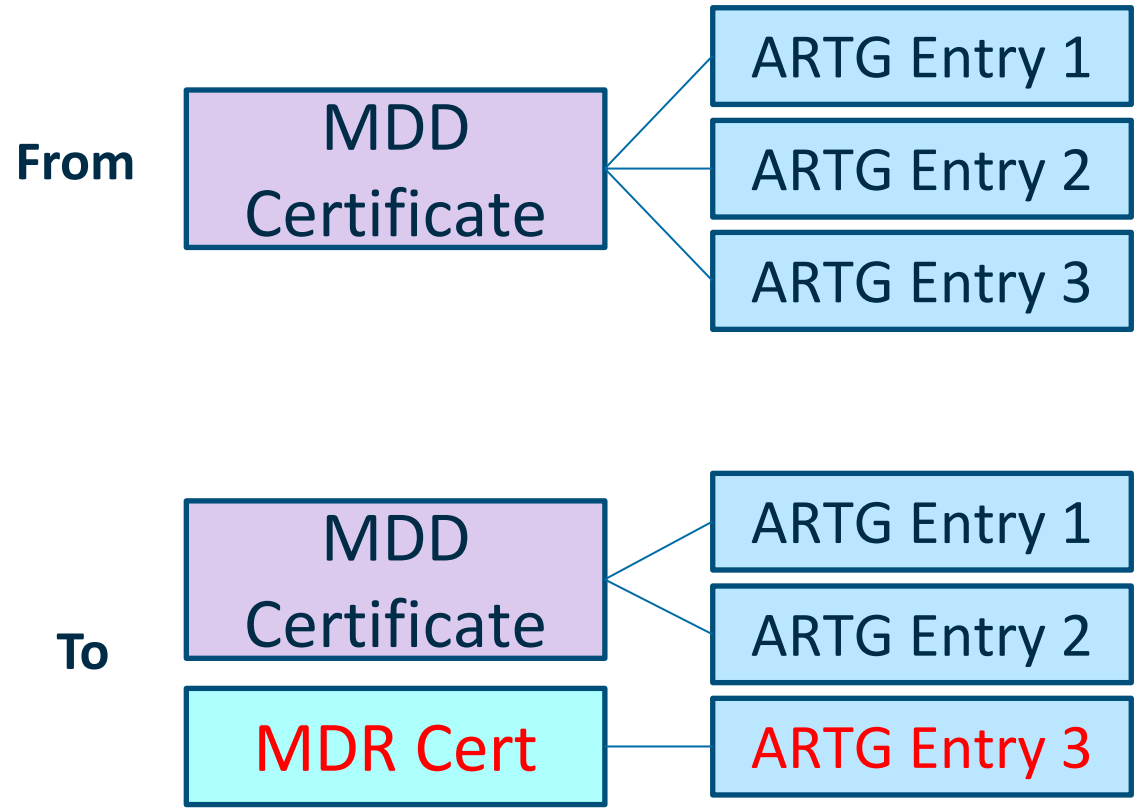 From
MDD
Certificate
ARTG Entry 1
ARTG Entry 2
ARTG Entry 3
To
MDD
Certificate
ARTG Entry 1
ARTG Entry 2
MDR Cert
ARTG Entry 3